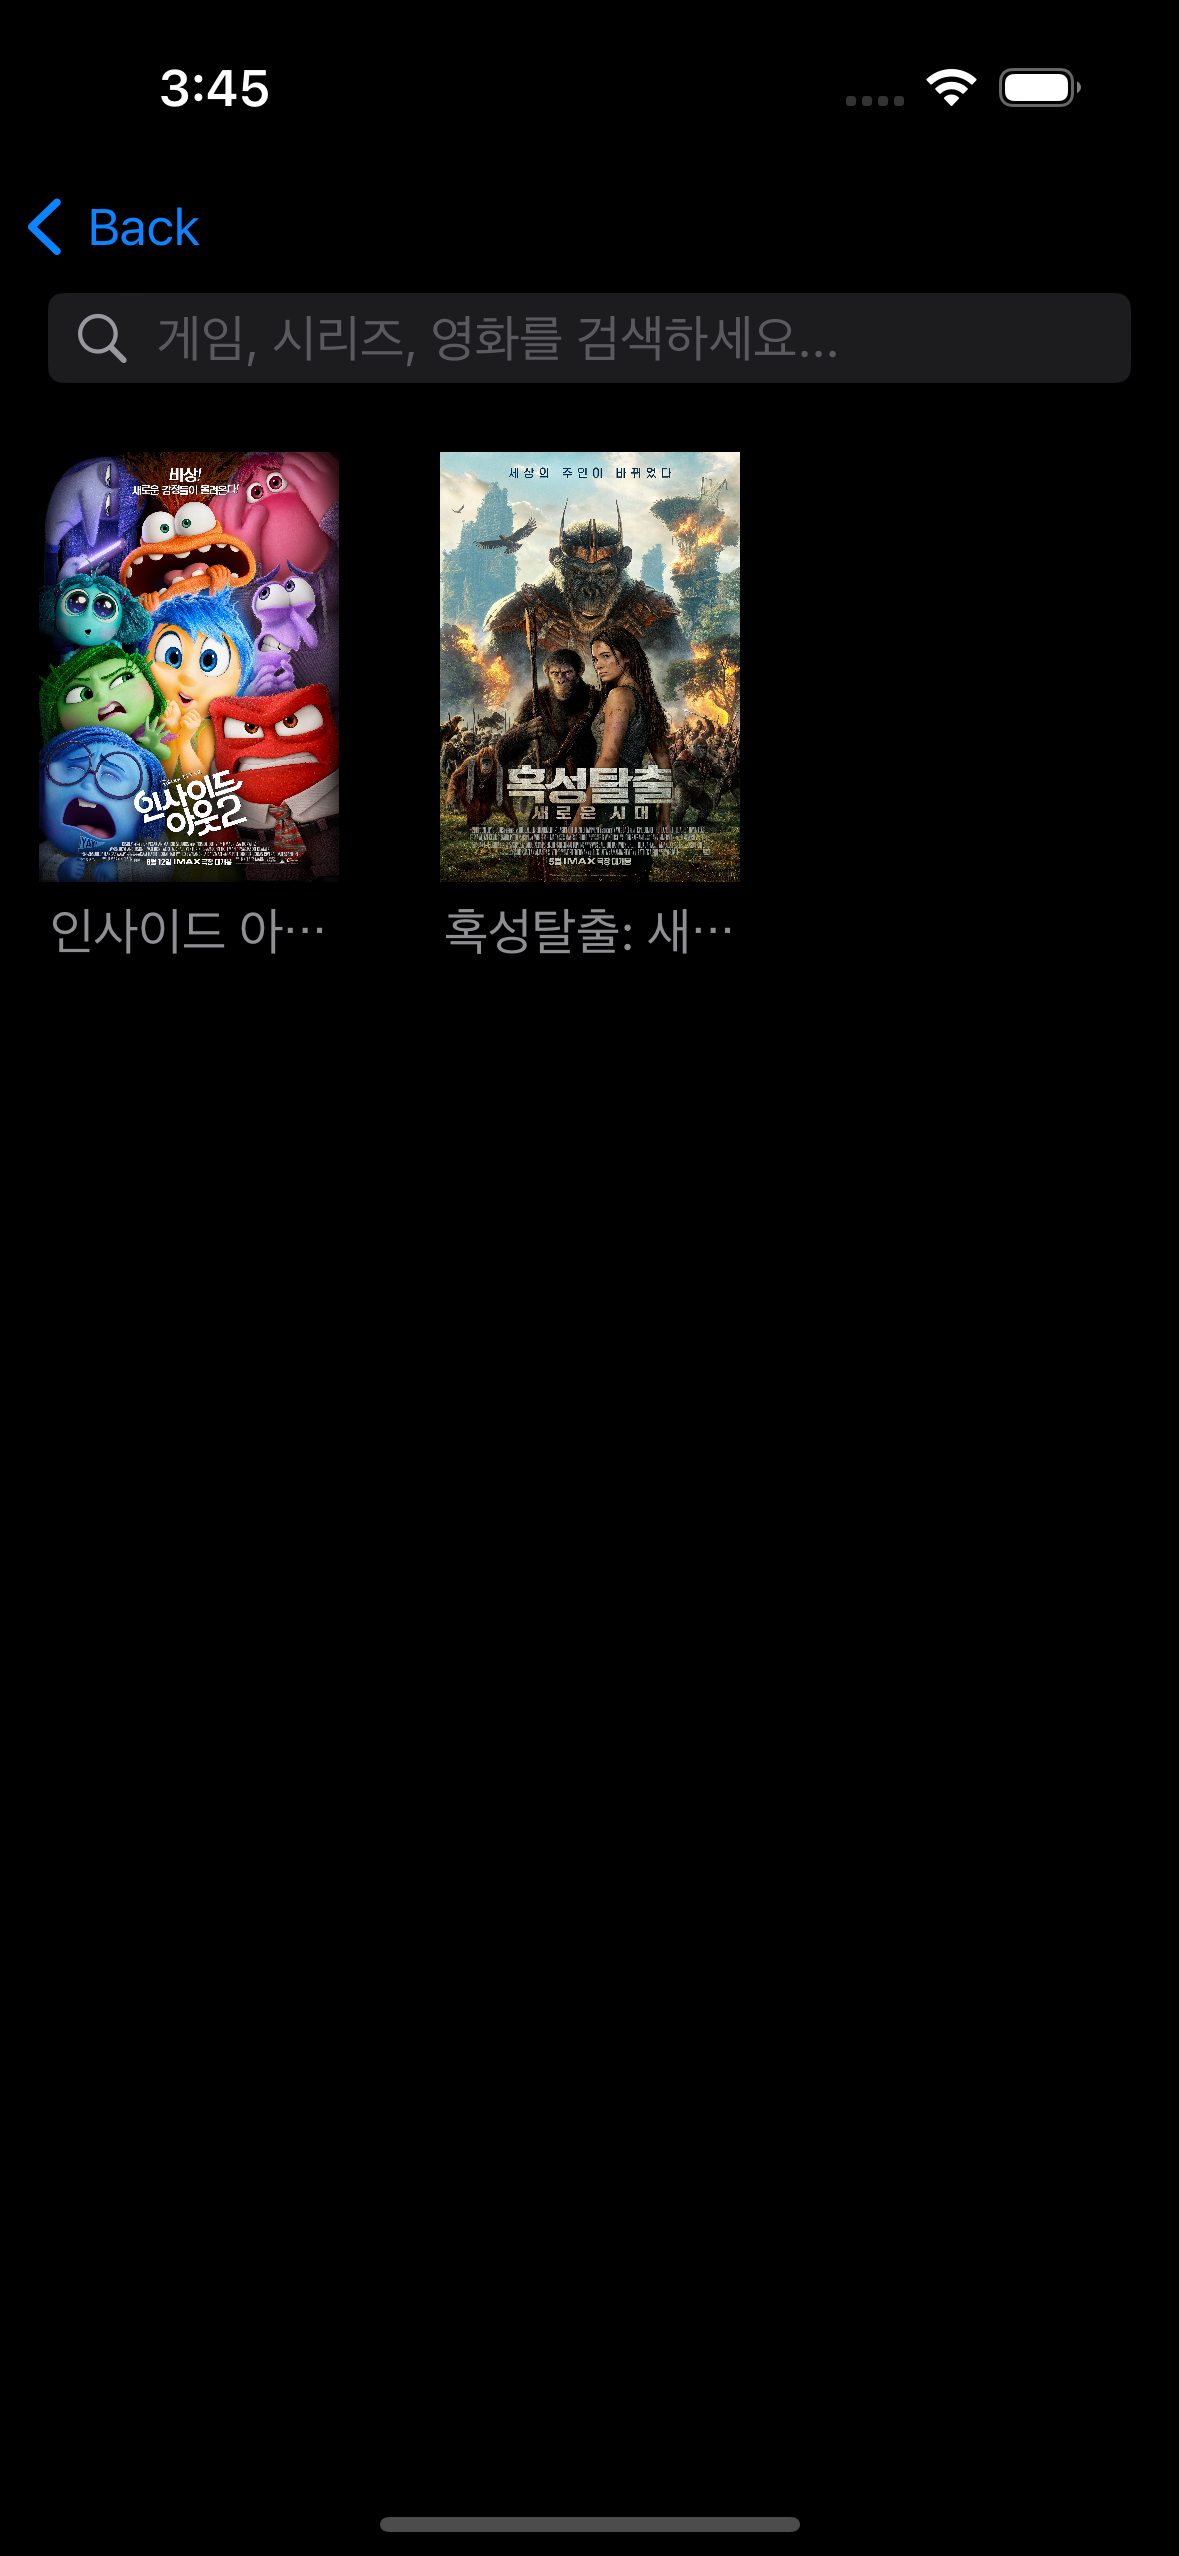 3:45
Back
게임, 시리즈, 영화를 검색하세요...
비상!
새로운 감정들이 몰려온다!
인사이드
아웃2
6월 12일 IMAX 극장 대개봉
세상의 주인이 바뀌었다
혹성탈출
새로운 시대
5월 IMAX 극장 대개봉
인사이드 아…
혹성탈출: 새…